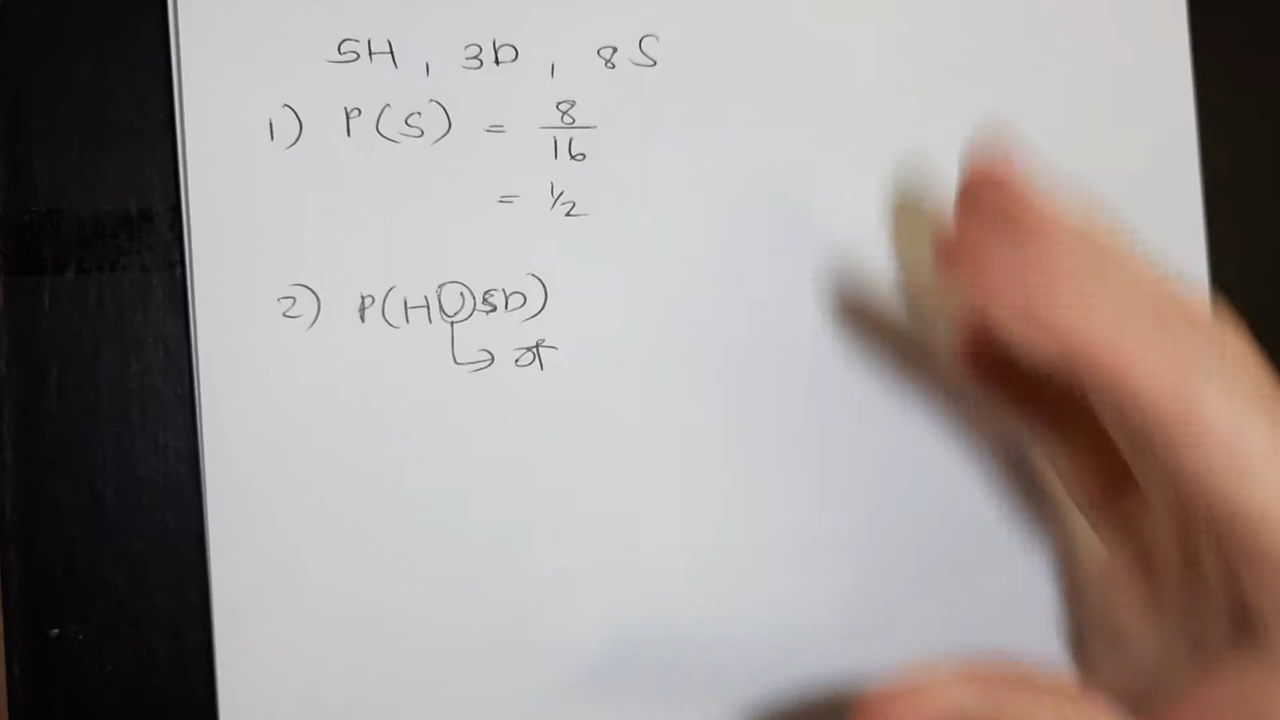 5H, 3D, 8S
1) P(S) = 8/16
= 1/2
2) P(H∪SD)
↳ or